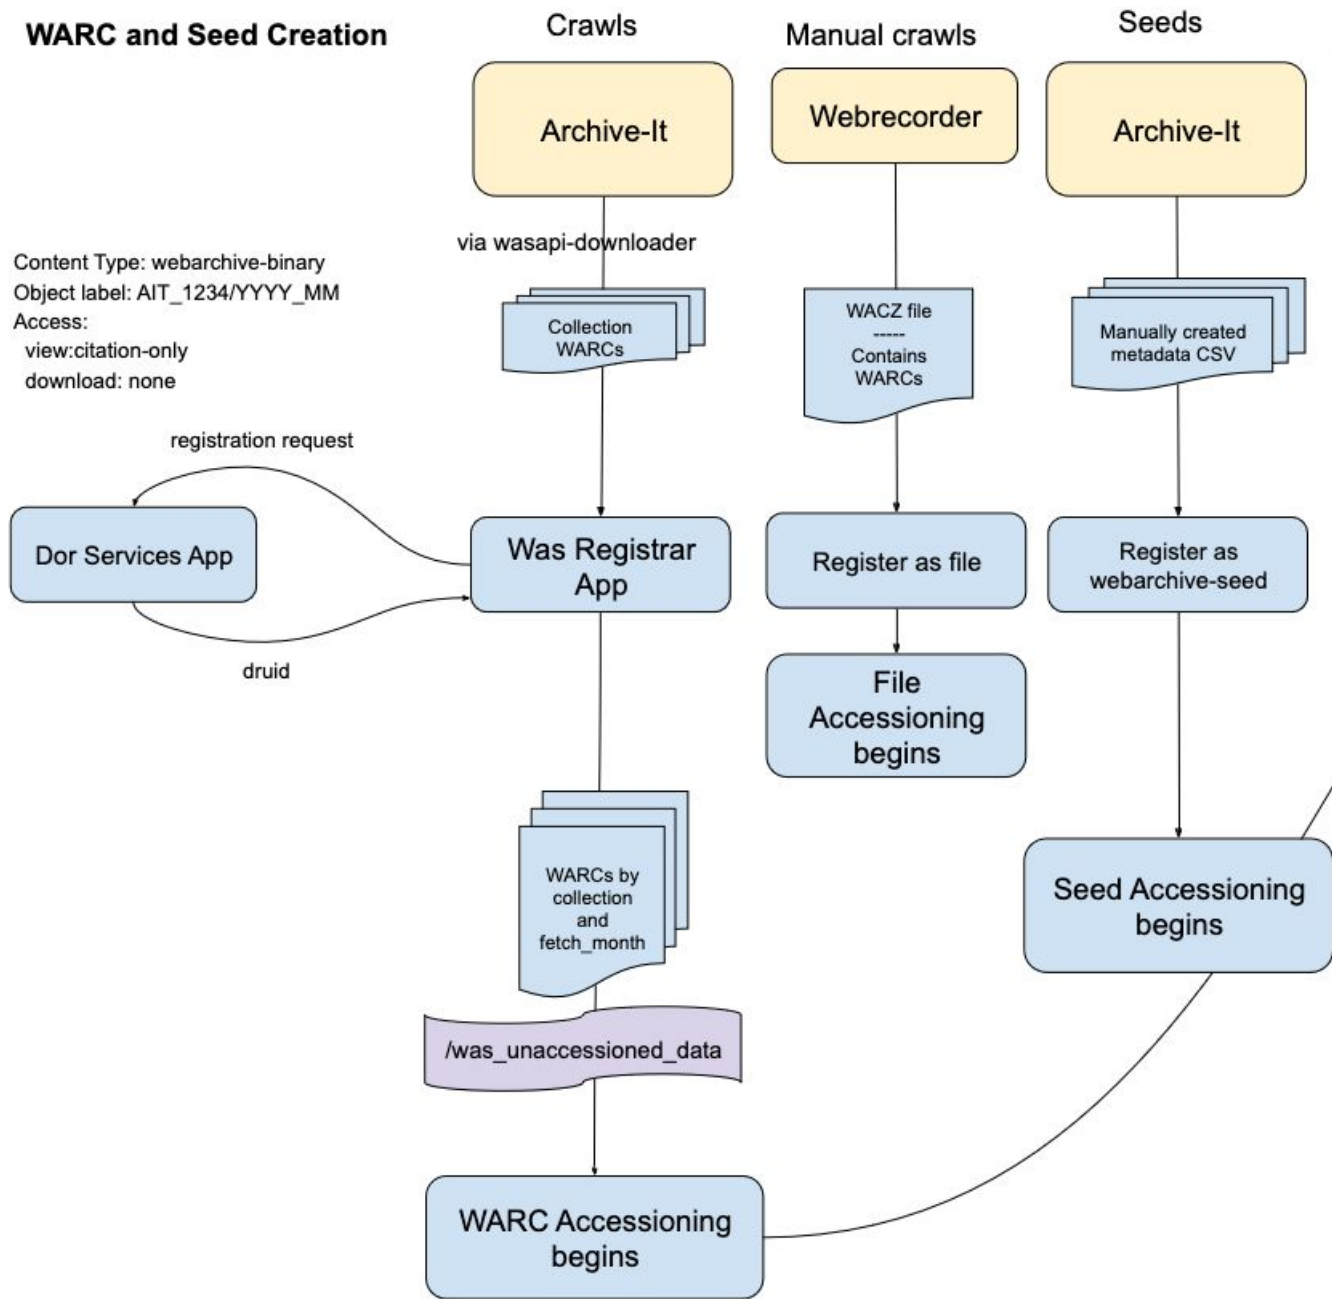 WARC and Seed Creation
Crawls
Manual crawls
Seeds
Archive-It
Webrecorder
Archive-It
via wasapi-downloader
Content Type: webarchive-binary
Object label: AIT_1234/YYYY_MM
Access:
view:citation-only
download: none
Collection
WARCs
WACZ file
-----
Contains
WARCs
Manually created
metadata CSV
registration request
Dor Services App
Was Registrar
App
Register as file
Register as
webarchive-seed
druid
File
Accessioning
begins
WARCs by
collection
and
fetch_month
Seed Accessioning
begins
/was_unaccessioned_data
WARC Accessioning
begins